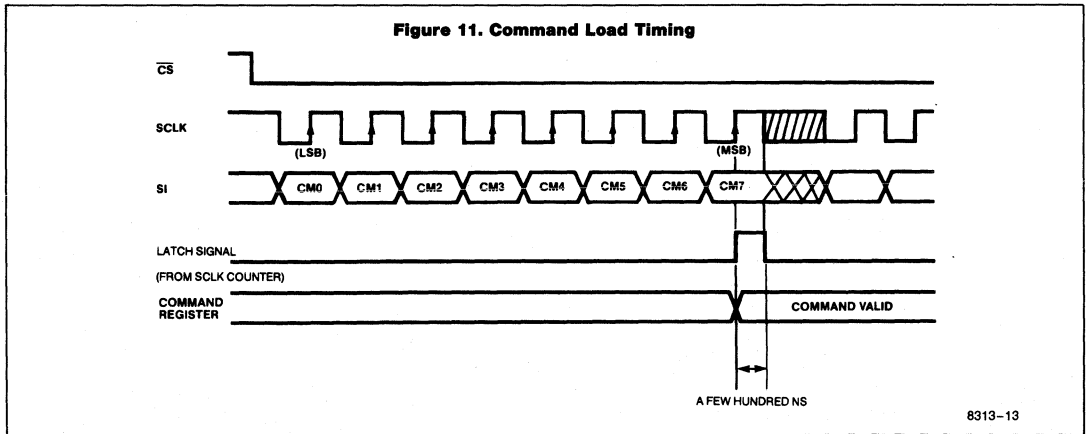 Figure 11. Command Load Timing
CS
SCLK
(LSB)
(MSB)
SI
CM0 CM1 CM2 CM3 CM4 CM5 CM6 CM7
LATCH SIGNAL
(FROM SCLK COUNTER)
COMMAND
REGISTER
COMMAND VALID
A FEW HUNDRED NS
8313–13